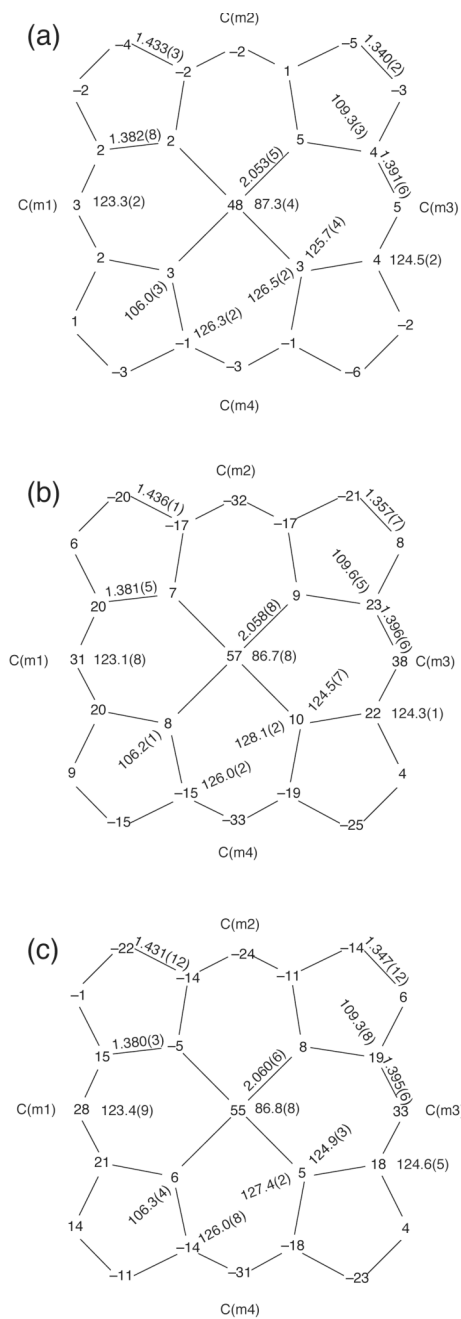 C(m2)
(a)
–4 1.433(3) –2 –2 1 –5 1.340(2)
–2 –3
109.3(3)
2 1.382(8) 2 5 4
2.053(5) 1.391(6)
C(m1) 3 123.3(2) 48 87.3(4) 5 C(m3)
125.7(4)
2 3 126.5(2) 3 4 124.5(2)
106.0(3)
1 –1 126.3(2) –1 –2
–3 –3 –6
C(m4)
(b)
C(m2)
–20 1.436(1) –17 –32 –17 –21 1.357(7)
6 8
109.6(5)
20 1.381(5) 7 9 23
2.058(8) 1.396(6)
C(m1) 31 123.1(8) 57 86.7(8) 38 C(m3)
124.5(7)
20 8 128.1(2) 10 22 124.3(1)
106.2(1)
9 –15 126.0(2) –19 4
–15 –33 –25
C(m4)
C(m2)
(c)
–22 1.431(12) –14 –24 –11 –14 1.347(12)
–1 6
109.3(8)
15 1.380(3) –5 8 19
2.060(6) 1.395(6)
C(m1) 28 123.4(9) 55 86.8(8) 33 C(m3
124.9(3)
21 6 127.4(2) 5 18 124.6(5)
106.3(4)
14 –14 126.0(8) –18 4
–11 –31 –23
C(m4)